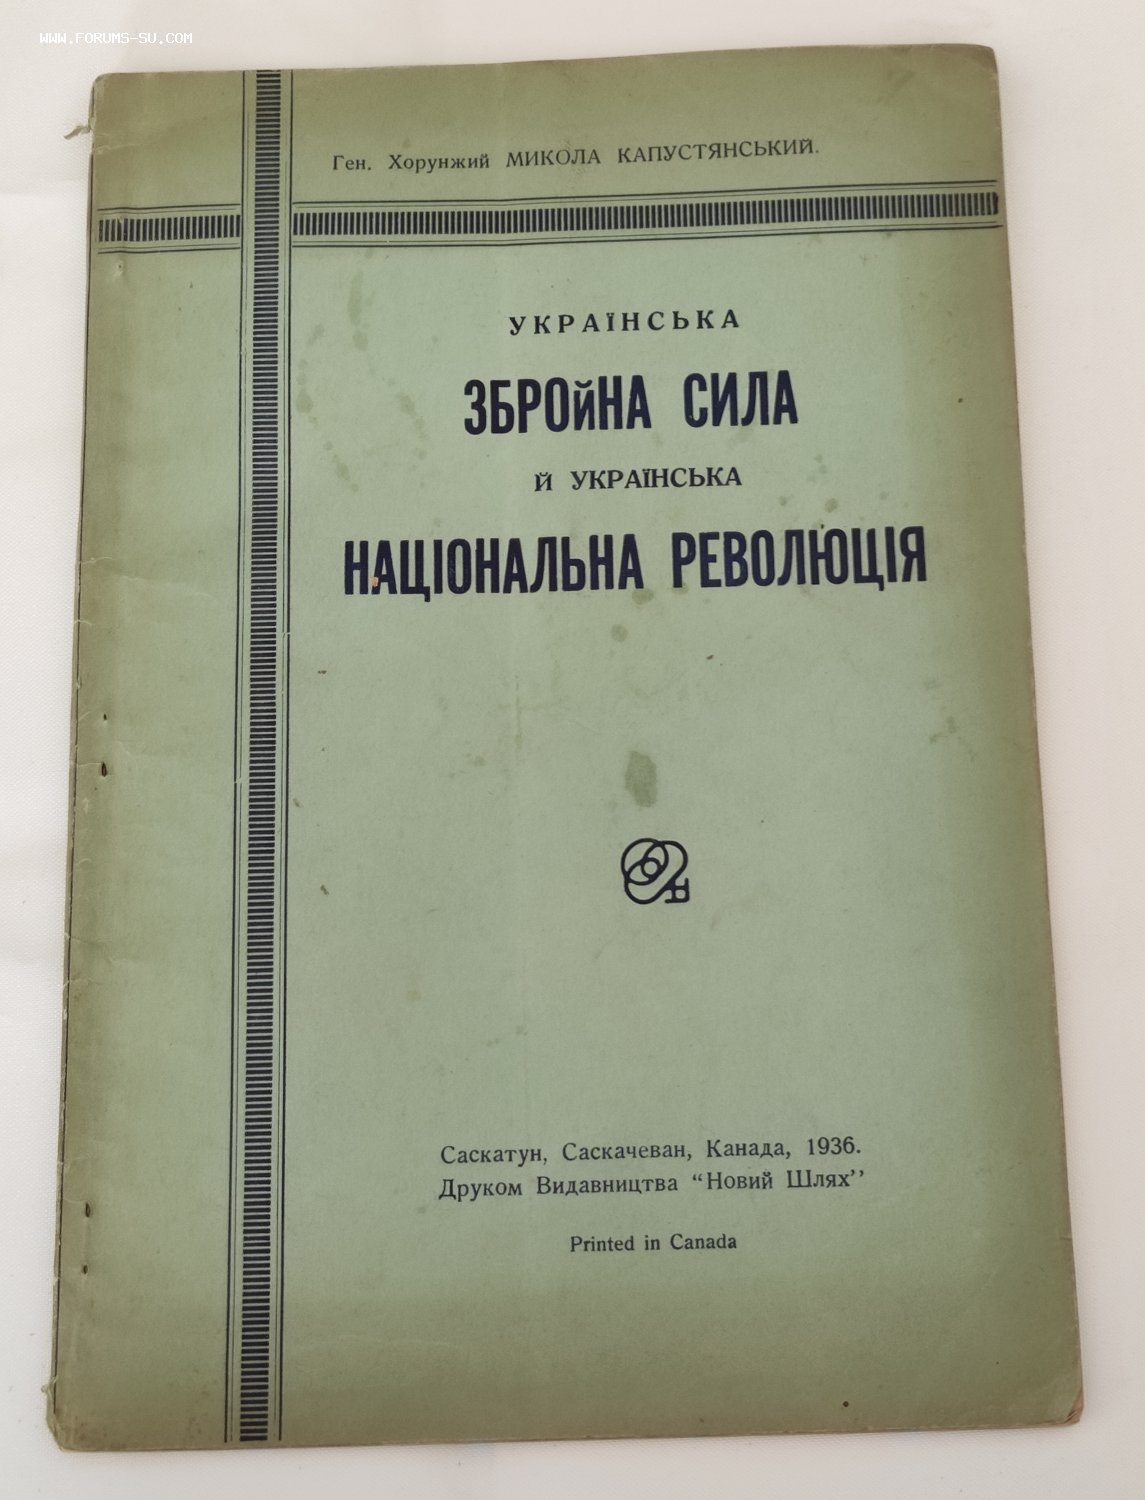 www.forums-su.com
Ген. Хорунжий МИКОЛА КАПУСТЯНСЬКИЙ.
УКРАЇНСЬКА
ЗБРОйНА СИЛА
Й УКРАЇНСЬКА
НАЦІОНАЛЬНА РЕВОЛЮЦІЯ
Саскатун, Саскачеван, Канада, 1936.
Друком Видавництва “Новий Шлях’’
Printed in Canada